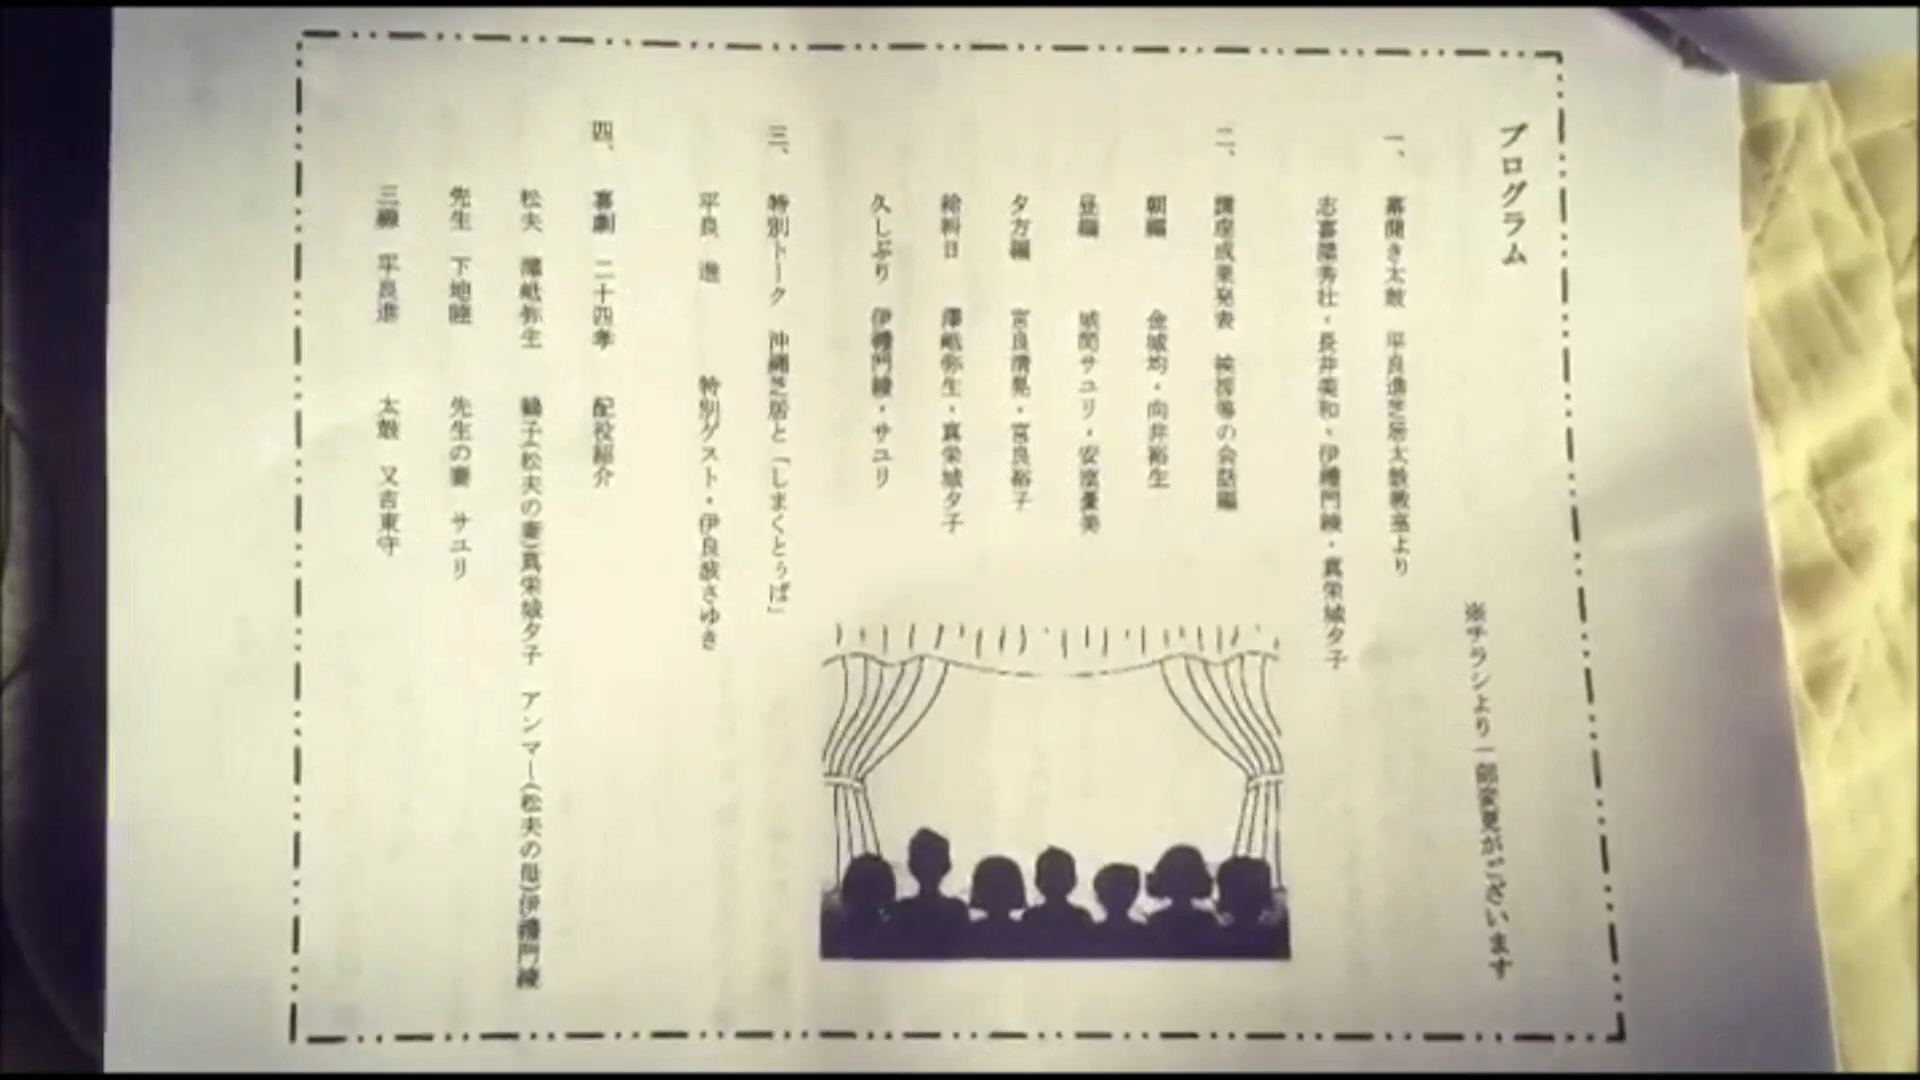 プログラム
※チラシより一部変更がございます
一、 幕開き太鼓 平良進芝居太鼓教室より
志喜屋秀壮・長井美和・伊禮門綾・真栄城夕子
二、 講座成果発表 挨拶等の会話編
朝編 金城均・向井裕生
昼編 城間サユリ・安座
夕方編 宮良清晃・宮良裕子
給料日 澤岻弥生・真栄城夕子
久しぶり 伊禮門綾・サユリ
三、 特別トーク 沖縄芝居と「しまくとぅば」
平良 進 特別ゲスト・伊良波さゆき
四、 喜劇 二十四孝 配役紹介
松夫 澤岻弥生 鶴子(松夫の妻)真栄城夕子 アンマー(松夫の母)伊禮門綾
先生 下地睦 先生の妻 サユリ
三線 平良進 太鼓 又吉東守